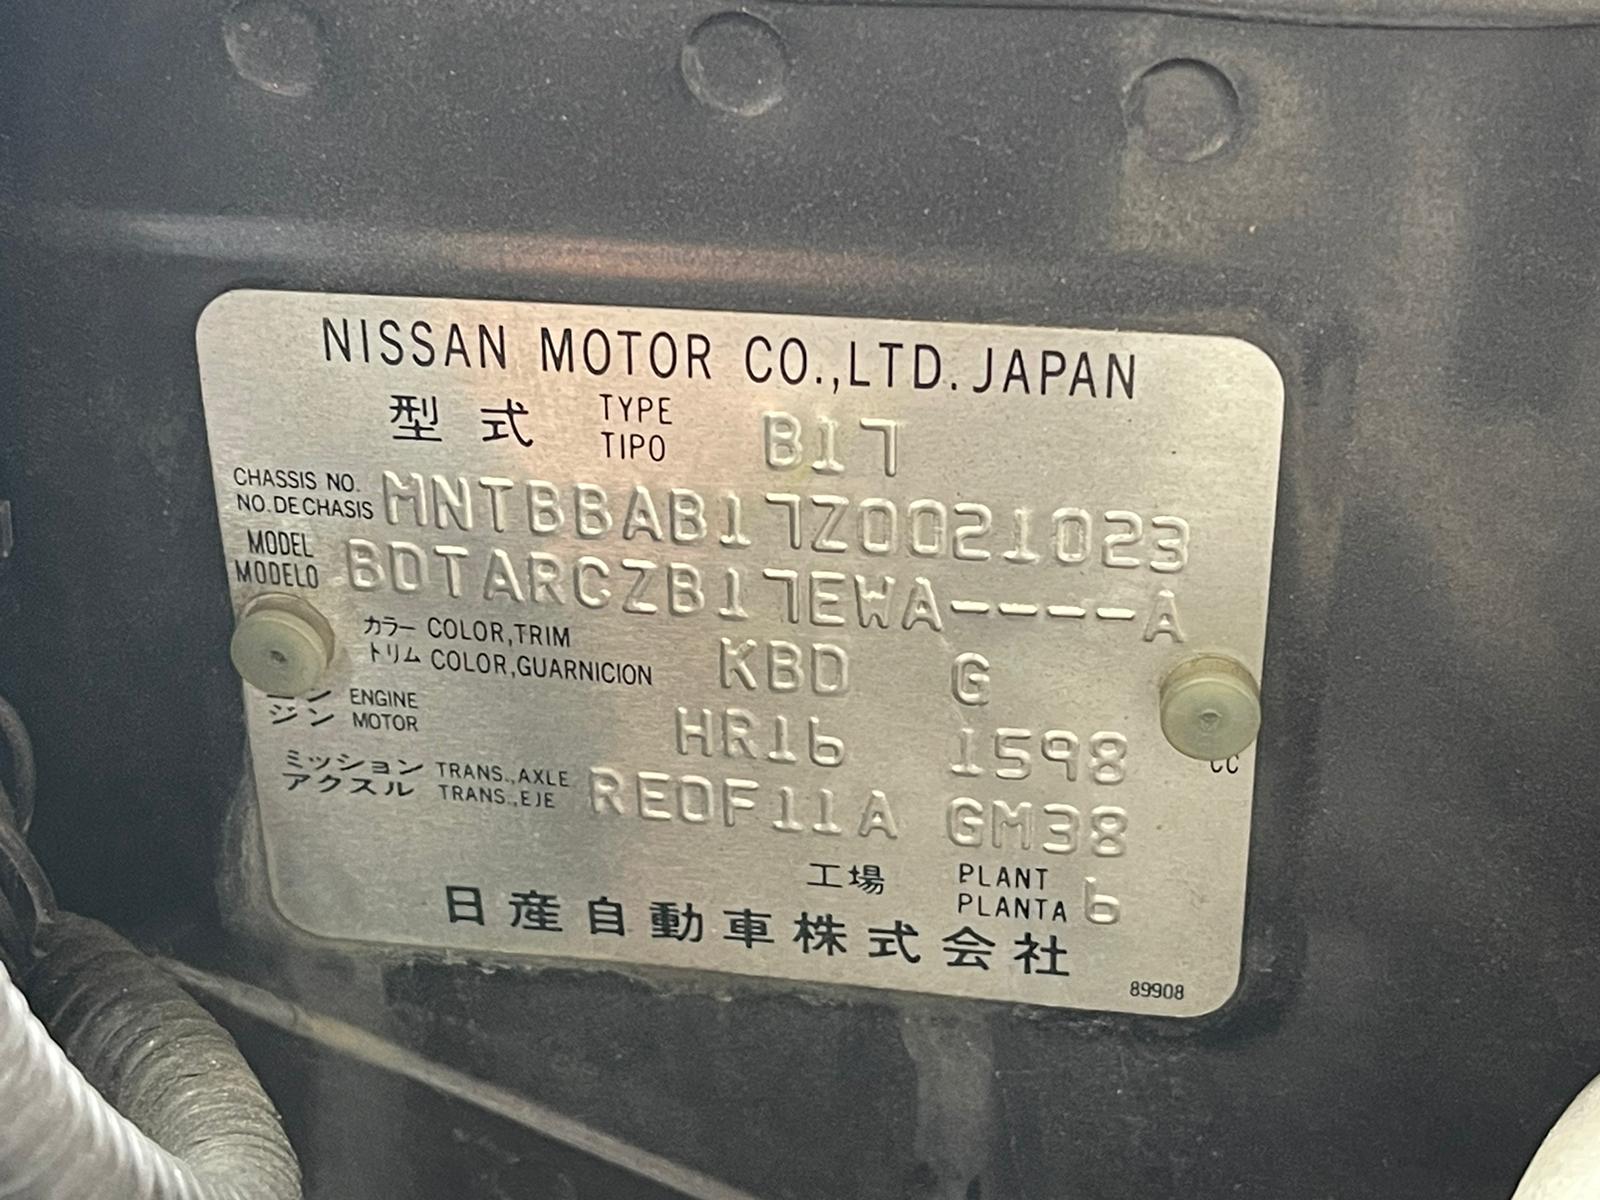 NISSAN MOTOR CO.,LTD. JAPAN
型式 TYPE TIPO B17
CHASSIS NO. NO. DE CHASIS MNTBBAB17Z0021023
MODEL MODELO BDTARCZB17EWA----A
カラー COLOR,TRIM
トリム COLOR,GUARNICION KBD G
ENGINE
ジン MOTOR HR16 1598 CC
ミッション TRANS.,AXLE
アクスル TRANS.,EJE RE0F11A GM38
工場 PLANT PLANTA 6
日産自動車株式会社
89908